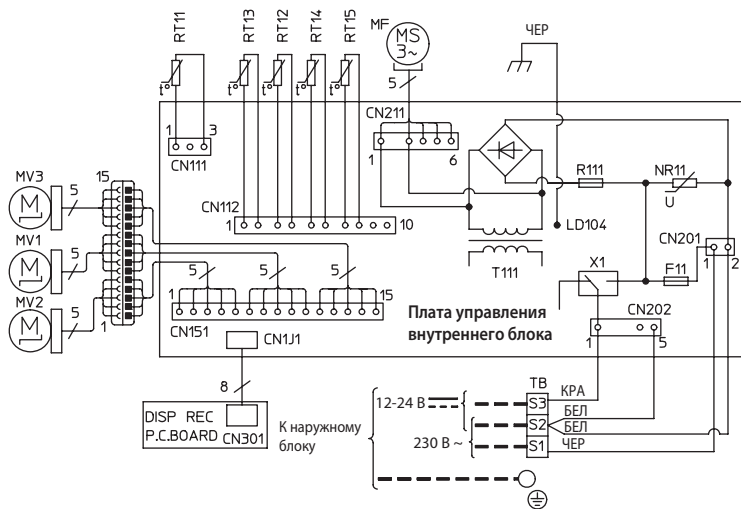 RT11
RT13
RT12
RT14
RT15
t°
t°
t°
t°
t°
MF
MS
3~
5
ЧЕР
CN211
1
6
1
3
CN111
R111
NR11
U
LD104
MV3
MV1
MV2
M
M
M
5
5
5
15
1
CN112
1
10
T111
CN201
1
2
X1
F11
5
5
5
1
15
CN151
Плата управления
внутреннего блока
CN202
1
5
CN1J1
8
DISP REC
P.C.BOARD
CN301
К наружному
блоку
12-24 В
230 В ~
TB
S3
S2
S1
КРА
БЕЛ
БЕЛ
ЧЕР